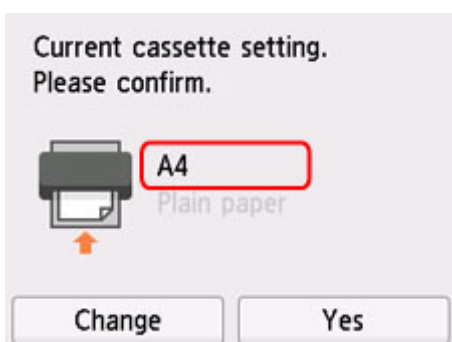 Current cassette setting.
Please confirm.
A4
Plain paper
Change
Yes